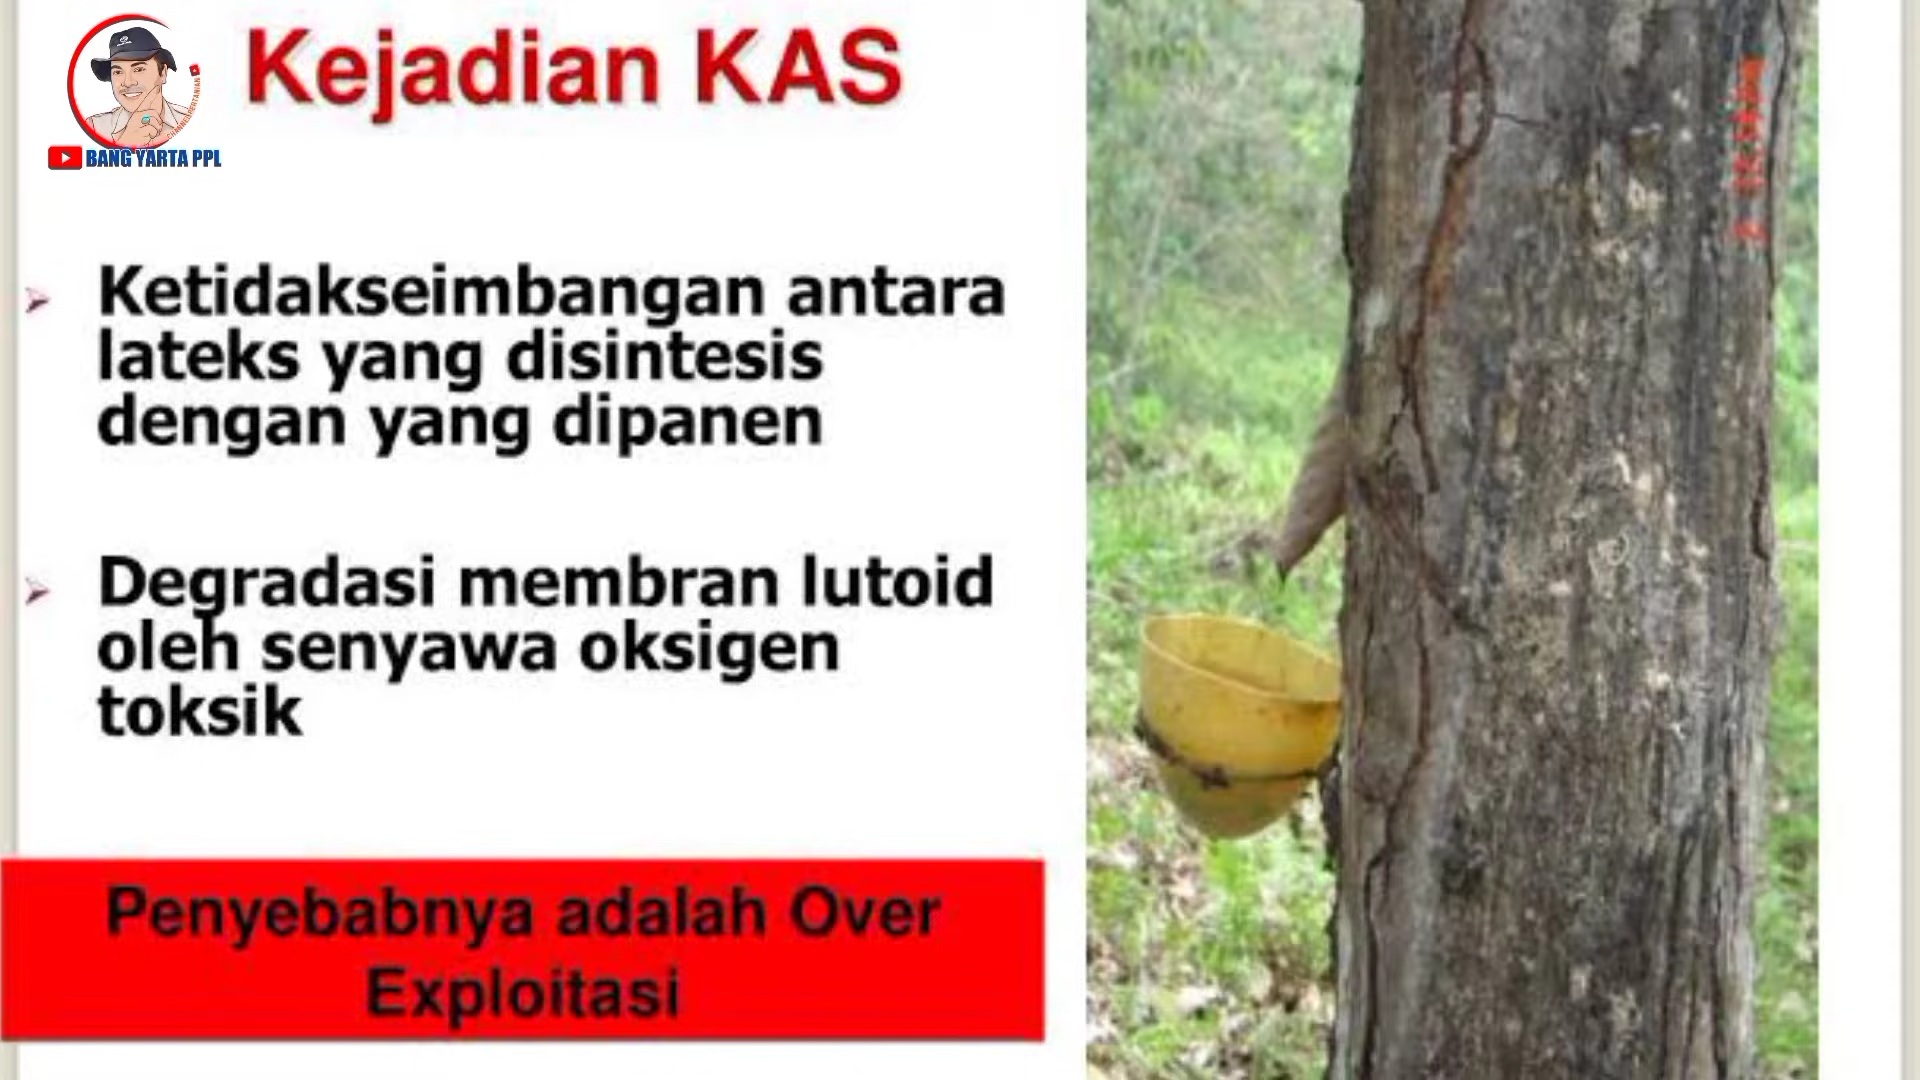 Kejadian KAS
BANG YARTA PPL
Ketidakseimbangan antara
lateks yang disintesis
dengan yang dipanen
Degradasi membran lutoid
oleh senyawa oksigen
toksik
Penyebabnya adalah Over
Exploitasi